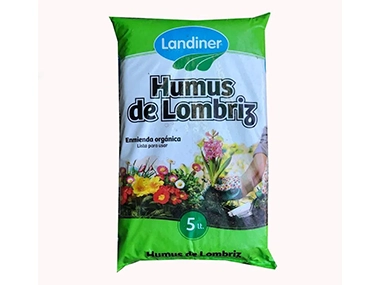 Landiner
Humus
de Lombriz
Enmienda orgánica
Lista para usar
5 lt.
Humus de Lombriz